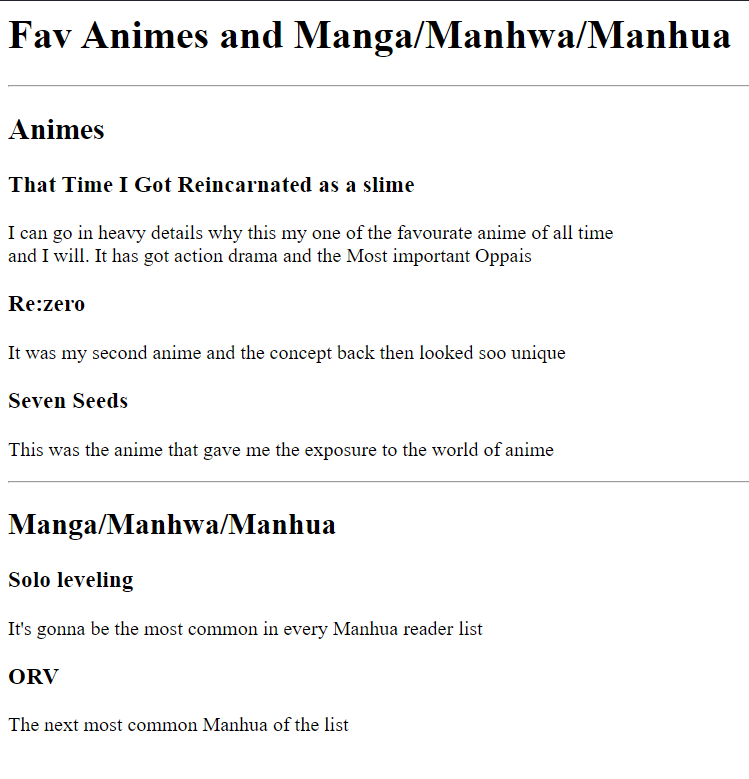 Fav Animes and Manga/Manhwa/Manhua
Animes
That Time I Got Reincarnated as a slime
I can go in heavy details why this my one of the favourate anime of all time
and I will. It has got action drama and the Most important Oppais
Re:zero
It was my second anime and the concept back then looked soo unique
Seven Seeds
This was the anime that gave me the exposure to the world of anime
Manga/Manhwa/Manhua
Solo leveling
It's gonna be the most common in every Manhua reader list
ORV
The next most common Manhua of the list